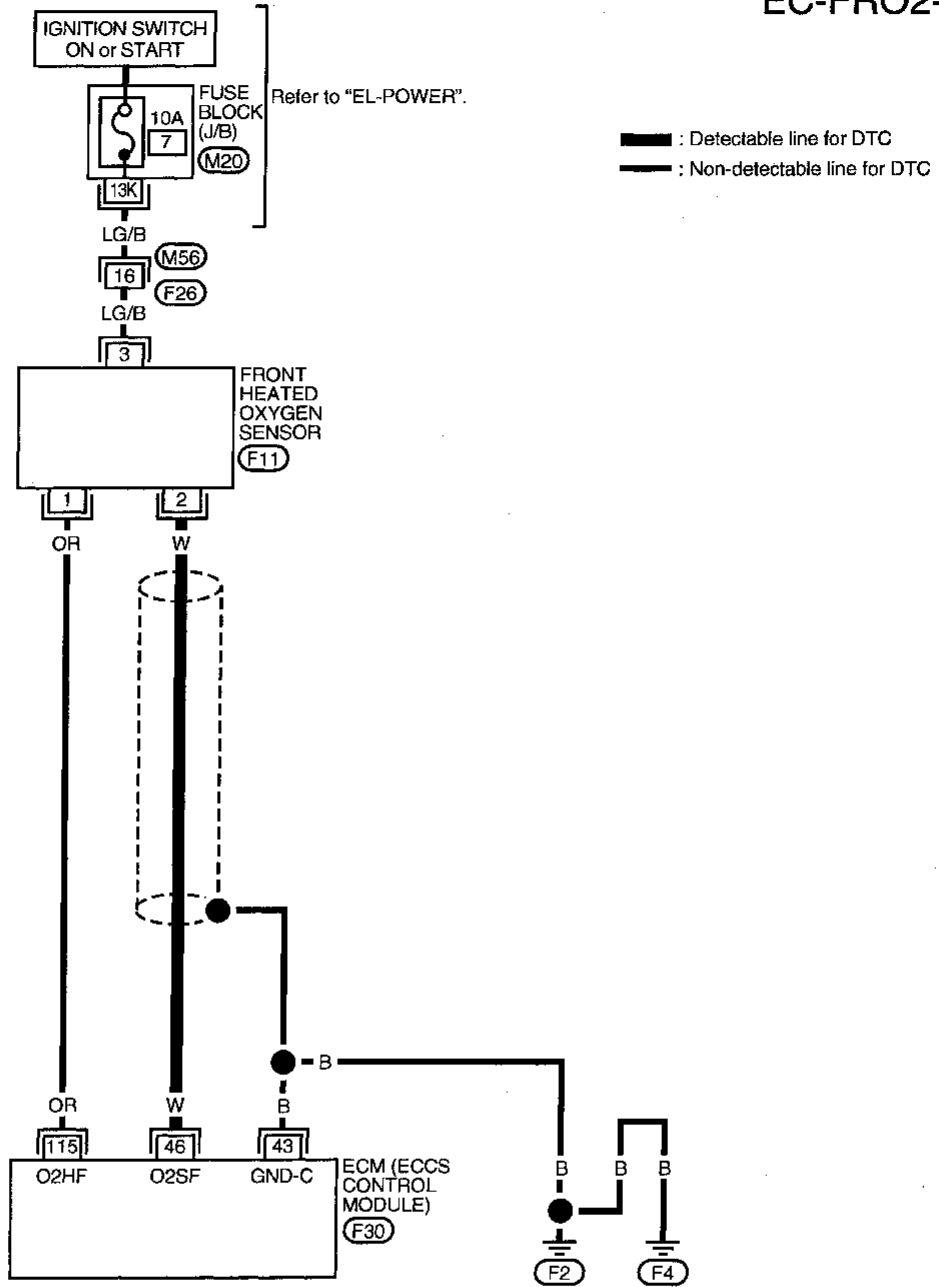 EC-FRO2-
IGNITION SWITCH
ON or START
FUSE
BLOCK
(J/B)
M20
10A
7
13K
Refer to "EL-POWER".
: Detectable line for DTC
: Non-detectable line for DTC
LG/B
M56
16
F26
LG/B
3
FRONT
HEATED
OXYGEN
SENSOR
F11
1
2
OR
W
B
OR
W
B
B
B
B
115
46
43
O2HF
O2SF
GND-C
ECM (ECCS
CONTROL
MODULE)
F30
F2
F4